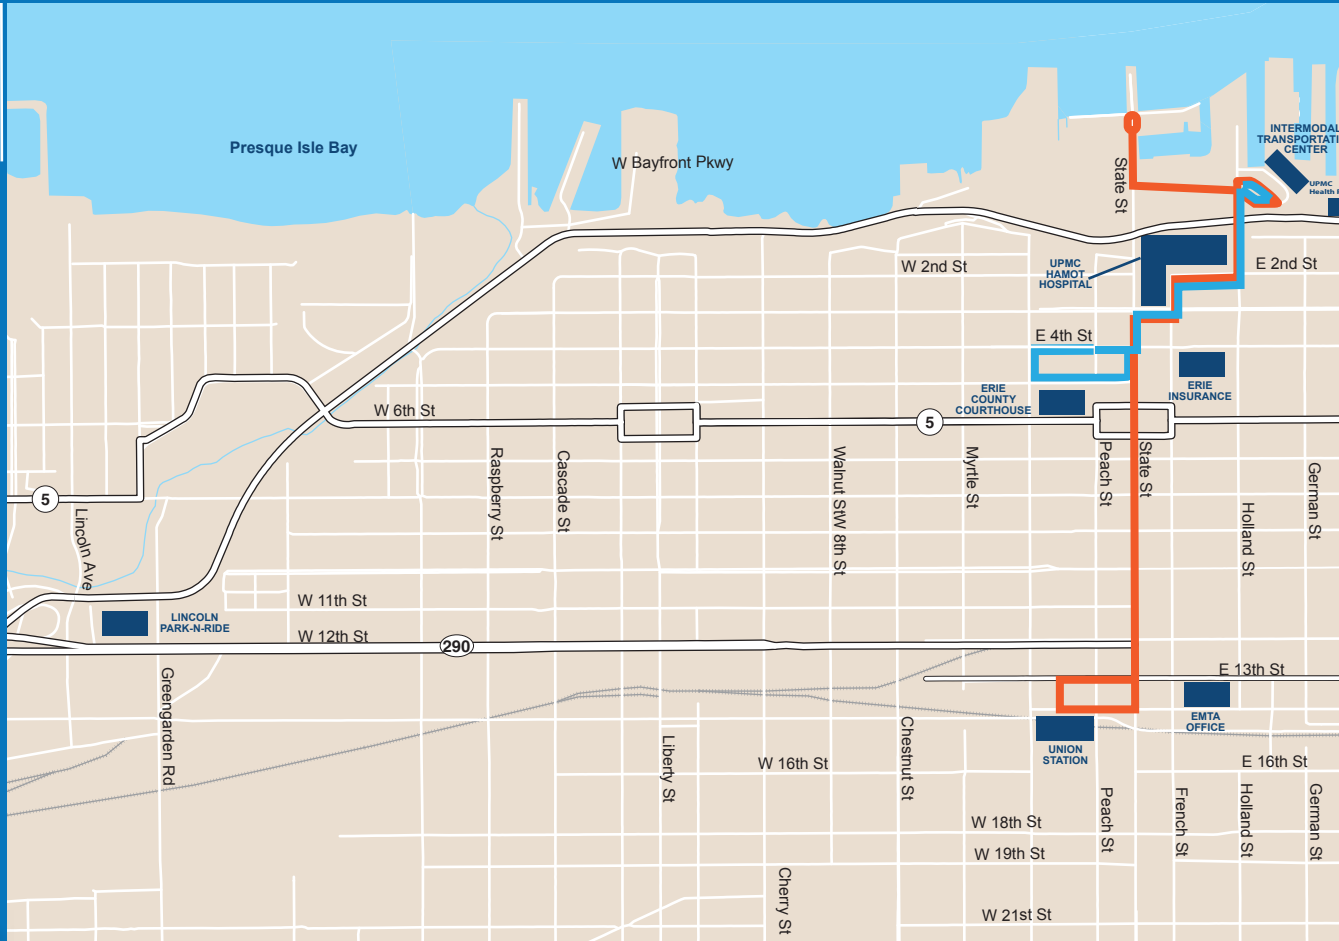 INTERMODAL
TRANSPORTATI
CENTER
Presque Isle Bay
W Bayfront Pkwy
State St
UPMC
Health
W 2nd St
UPMC
HAMOT
HOSPITAL
E 2nd St
E 4th St
ERIE
COUNTY
COURTHOUSE
ERIE
INSURANCE
W 6th St
5
Raspberry St
Cascade St
Walnut St
W 8th St
Myrtle St
Peach St
State St
Holland St
German St
5
Lincoln Ave
W 11th St
LINCOLN
PARK-N-RIDE
W 12th St
290
E 13th St
Greengarden Rd
EMTA
OFFICE
Liberty St
Chestnut St
UNION
STATION
W 16th St
E 16th St
Peach St
French St
Holland St
German St
W 18th St
W 19th St
Cherry St
W 21st St